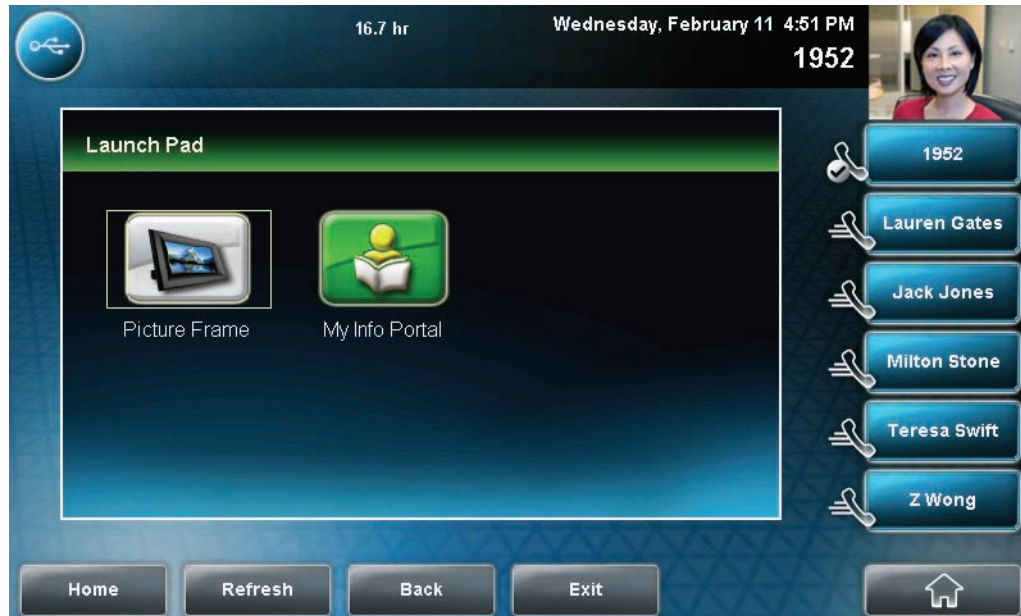 16.7 hr
Wednesday, February 11 4:51 PM
1952
Launch Pad
Picture Frame
My Info Portal
1952
Lauren Gates
Jack Jones
Milton Stone
Teresa Swift
Z Wong
Home
Refresh
Back
Exit